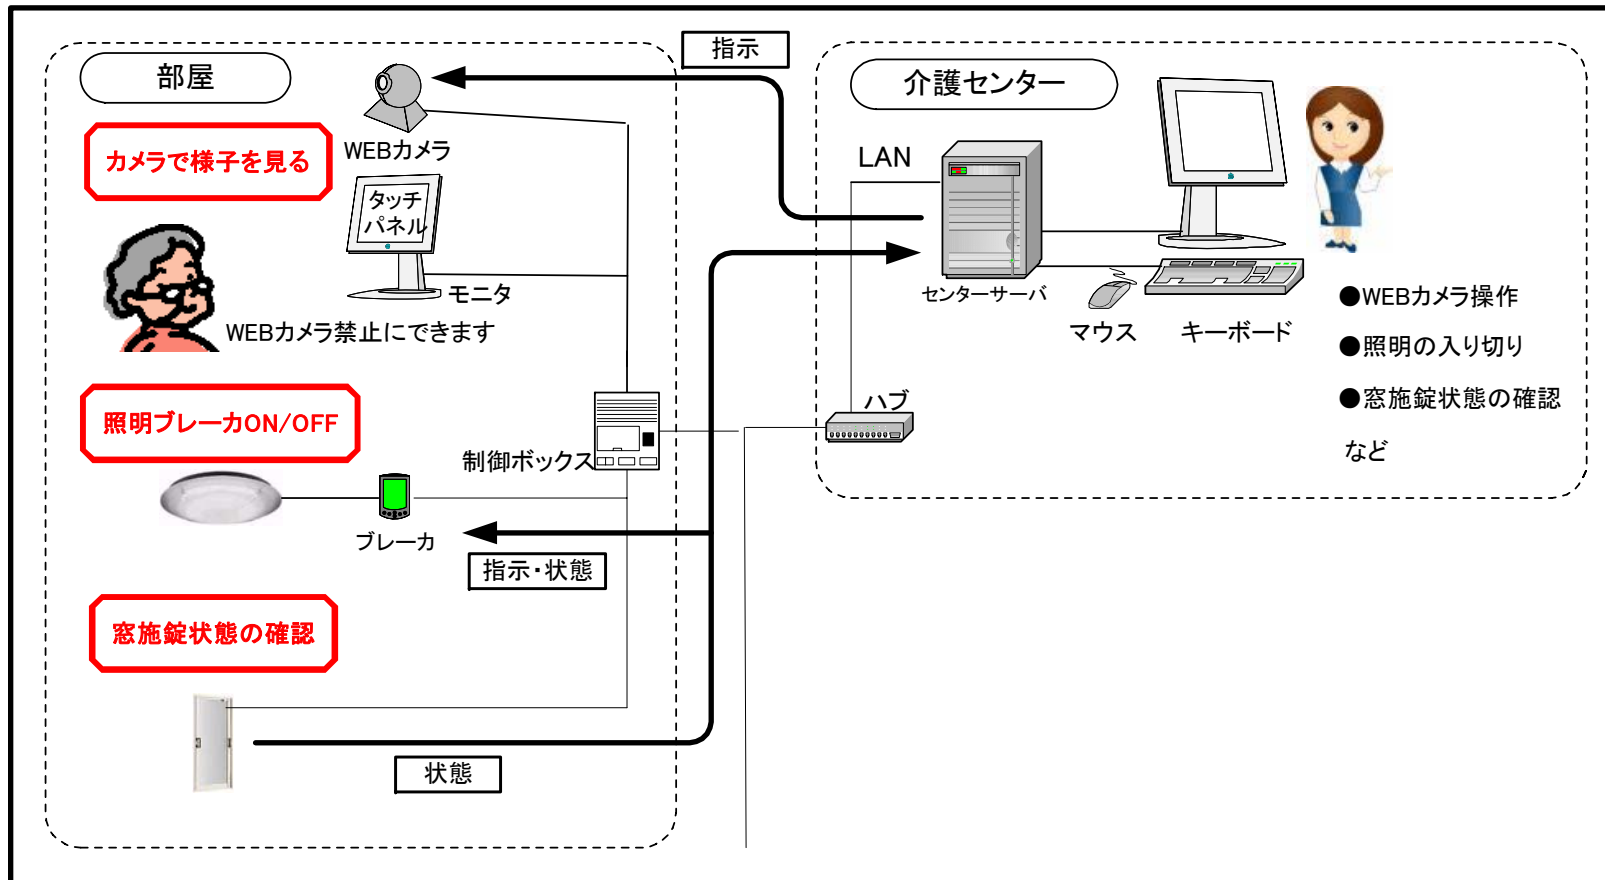 指示
部屋
介護センター
カメラで様子を見る
WEBカメラ
LAN
タッチ
パネル
モニタ
センターサーバ
マウス
キーボード
WEBカメラ禁止にできます
●WEBカメラ操作
●照明の入り切り
●窓施錠状態の確認
など
ハブ
照明ブレーカON/OFF
制御ボックス
ブレーカ
指示・状態
窓施錠状態の確認
状態